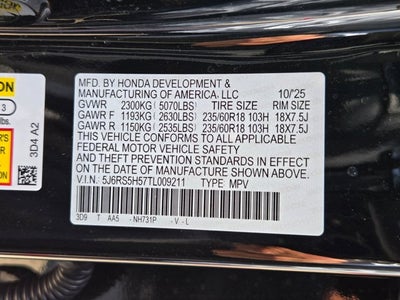 MFD. BY HONDA DEVELOPMENT &
MANUFACTURING OF AMERICA, LLC 10/'25
GVWR 2300KG (5070LBS) TIRE SIZE RIM SIZE
GAWR F 1193KG (2630LBS) 235/60R18 103H 18X7.5J
GAWR R 1150KG (2535LBS) 235/60R18 103H 18X7.5J
THIS VEHICLE CONFORMS TO ALL APPLICABLE
FEDERAL MOTOR VEHICLE SAFETY
AND THEFT PREVENTION STANDARDS IN EFFECT ON THE
DATE OF MANUFACTURE SHOWN ABOVE.
V.I.N.: 5J6RS5H57TL009211 TYPE: MPV
3D9 T AA5 NH731P -V-L
3D4 A2
ION
3